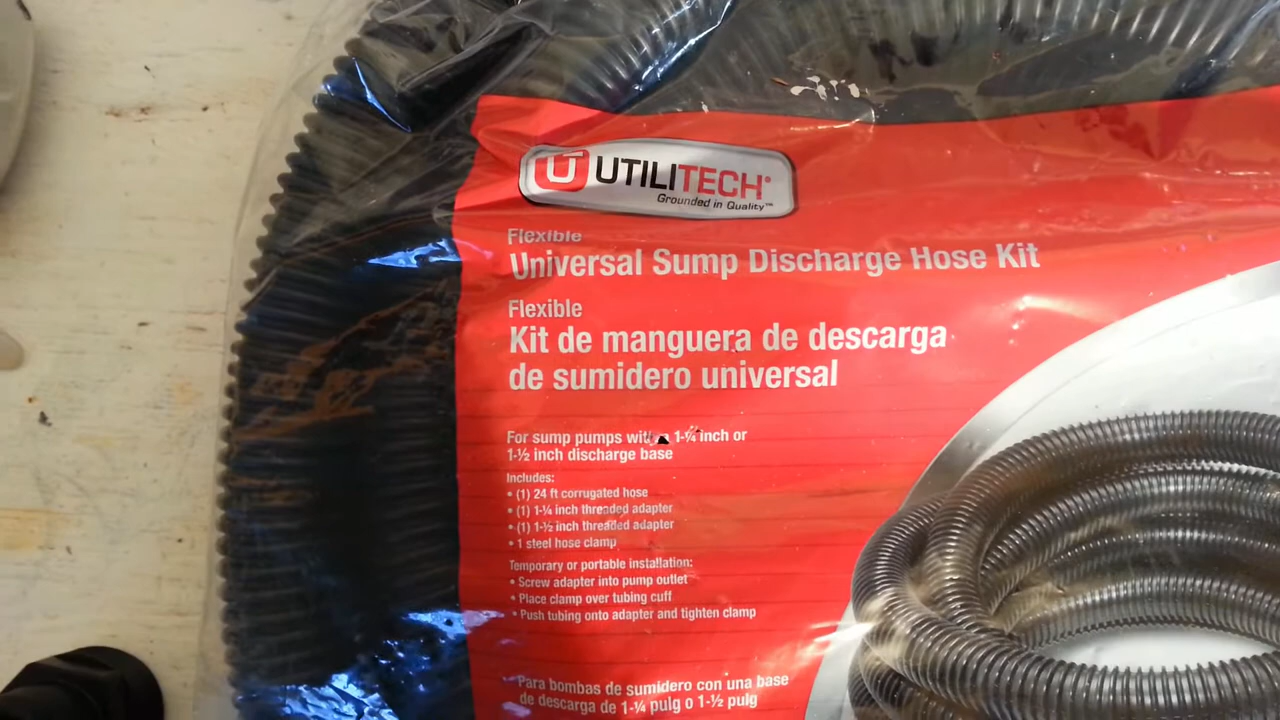 UTILITECH®
Grounded in Quality™
Flexible
Universal Sump Discharge Hose Kit
Flexible
Kit de manguera de descarga
de sumidero universal
For sump pumps with a 1-¼ inch or
1-½ inch discharge base
Includes:
• (1) 24 ft corrugated hose
• (1) 1-¼ inch threaded adapter
• (1) 1-½ inch threaded adapter
• 1 steel hose clamp
Temporary or portable installation:
• Screw adapter into pump outlet
• Place clamp over tubing cuff
• Push tubing onto adapter and tighten clamp
Para bombas de sumidero con una base
de descarga de 1-¼ pulg o 1-½ pulg